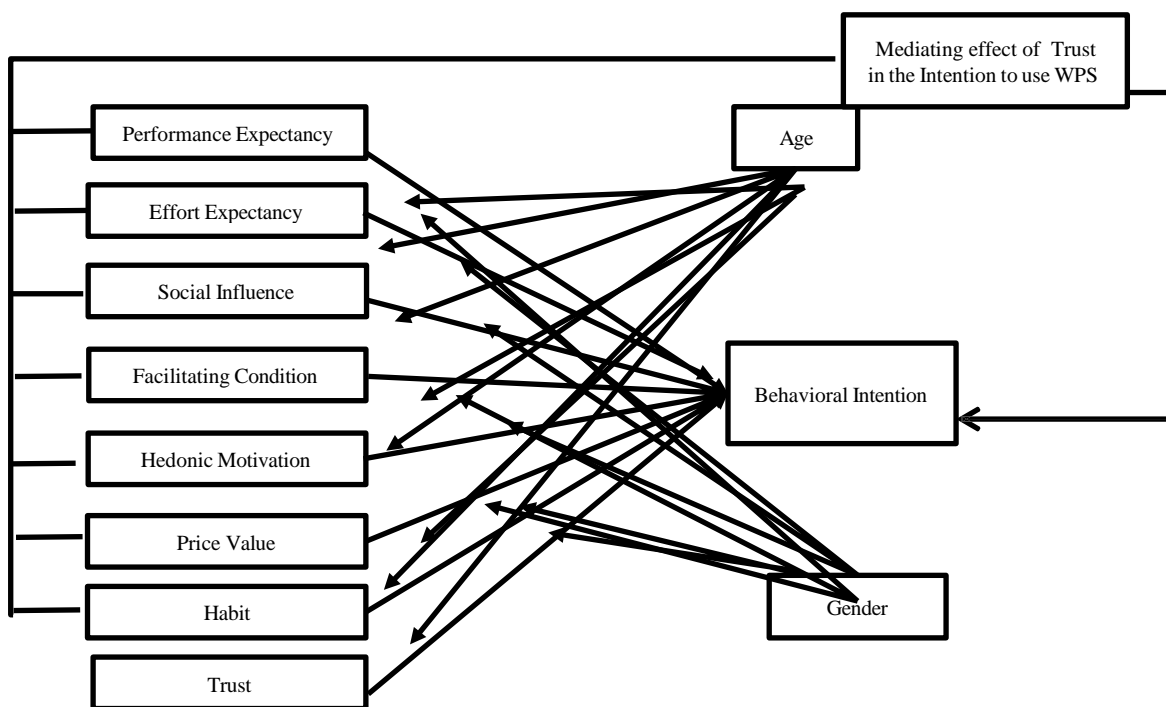 Mediating effect of Trust
in the Intention to use WPS
Performance Expectancy
Age
Effort Expectancy
Social Influence
Facilitating Condition
Behavioral Intention
Hedonic Motivation
Price Value
Habit
Gender
Trust